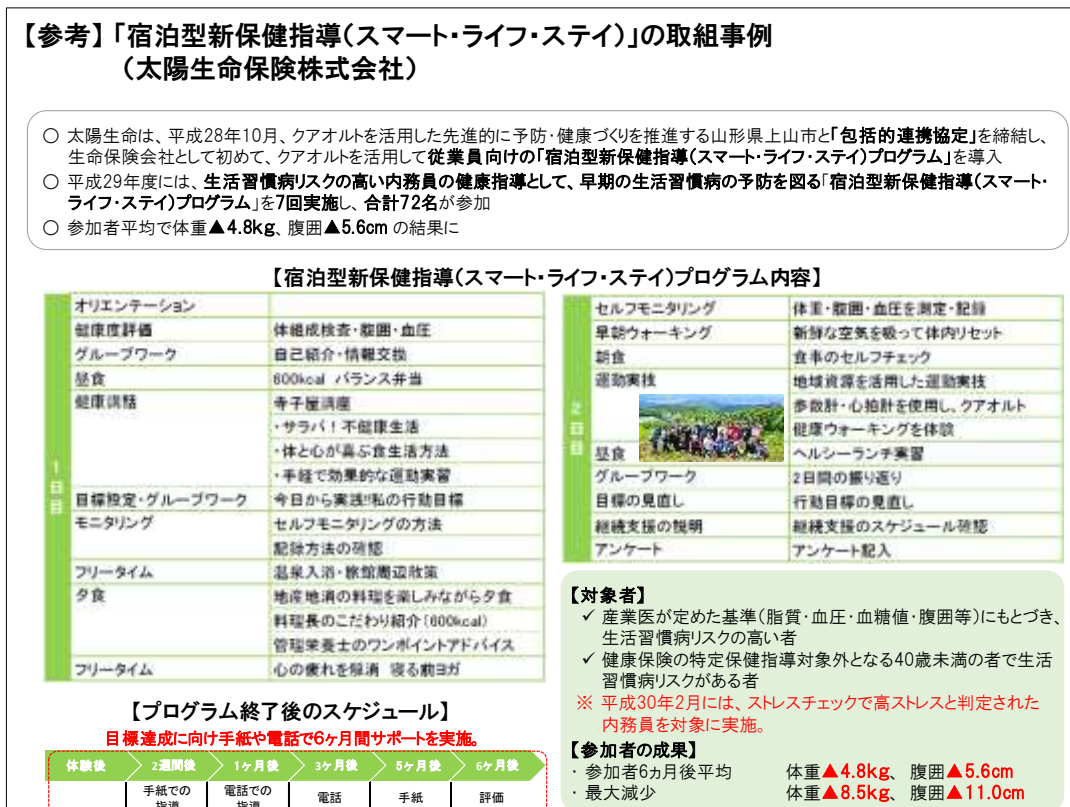 【参考】「宿泊型新保健指導(スマート・ライフ・ステイ)」の取組事例
(太陽生命保険株式会社)
○ 太陽生命は、平成28年10月、クアオルトを活用した先進的に予防・健康づくりを推進する山形県上山市と「包括的連携協定」を締結し、
生命保険会社として初めて、クアオルトを活用して従業員向けの「宿泊型新保健指導(スマート・ライフ・ステイ)プログラム」を導入
○ 平成29年度には、生活習慣病リスクの高い内務員の健康指導として、早期の生活習慣病の予防を図る「宿泊型新保健指導(スマート・
ライフ・ステイ)プログラム」を7回実施し、合計72名が参加
○ 参加者平均で体重▲4.8kg、腹囲▲5.6cm の結果に
【宿泊型新保健指導(スマート・ライフ・ステイ)プログラム内容】
1日目
オリエンテーション
健康度評価 体組成検査・腹囲・血圧
グループワーク 自己紹介・情報交換
昼食 600kcal バランス弁当
健康講話 寺子屋講座
・サラバ!不健康生活
・体と心が喜ぶ食生活方法
・手軽で効果的な運動実習
目標設定・グループワーク 今日から実践!!私の行動目標
モニタリング セルフモニタリングの方法
記録方法の確認
フリータイム 温泉入浴・旅館周辺散策
夕食 地産地消の料理を楽しみながら夕食
料理長のこだわり紹介(600kcal)
管理栄養士のワンポイントアドバイス
フリータイム 心の疲れを解消 寝る前ヨガ
2日目
セルフモニタリング 体重・腹囲・血圧を測定・記録
早朝ウォーキング 新鮮な空気を吸って体内リセット
朝食 食事のセルフチェック
運動実技 地域資源を活用した運動実技
歩数計・心拍計を使用し、クアオルト
健康ウォーキングを体験
昼食 ヘルシーランチ実習
グループワーク 2日間の振り返り
目標の見直し 行動目標の見直し
継続支援の説明 継続支援のスケジュール確認
アンケート アンケート記入
【対象者】
✓ 産業医が定めた基準(脂質・血圧・血糖値・腹囲等)にもとづき、
生活習慣病リスクの高い者
✓ 健康保険の特定保健指導対象外となる40歳未満の者で生活
習慣病リスクがある者
※ 平成30年2月には、ストレスチェックで高ストレスと判定された
内務員を対象に実施。
【参加者の成果】
・参加者6ヵ月後平均 体重▲4.8kg、 腹囲▲5.6cm
・最大減少 体重▲8.5kg、 腹囲▲11.0cm
【プログラム終了後のスケジュール】
目標達成に向け手紙や電話で6ヶ月間サポートを実施。
体験後 2週間後 1ヶ月後 3ヶ月後 5ヶ月後 6ヶ月後
手紙での 電話での 電話 手紙 評価
指導 指導